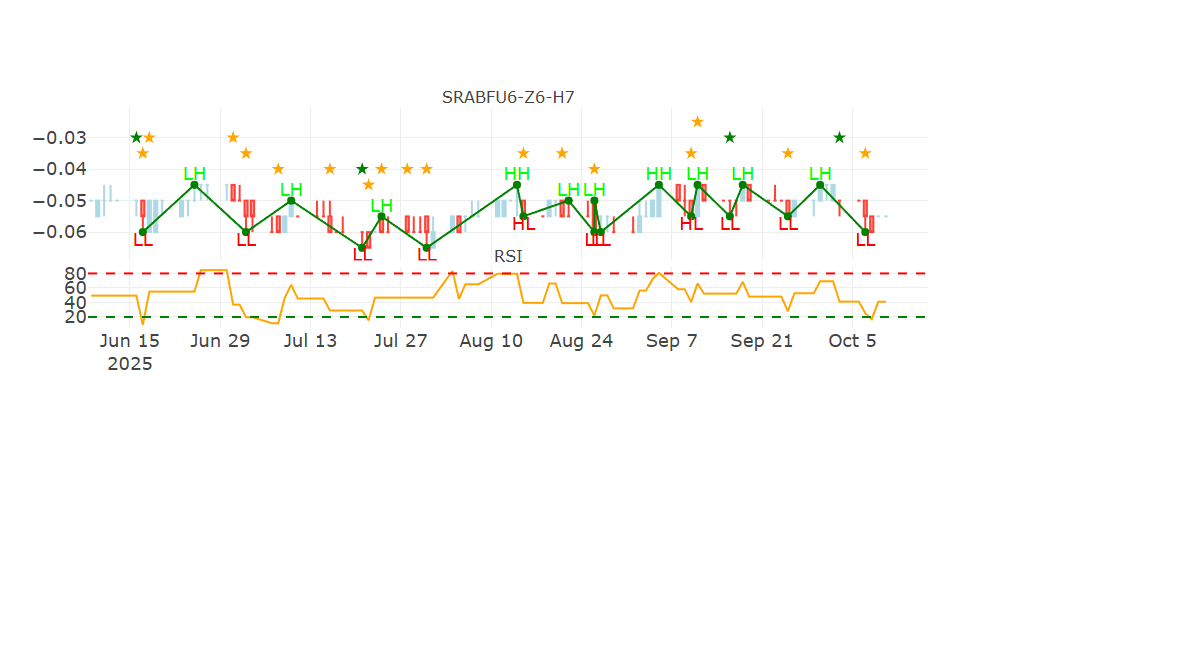 SRABFU6-Z6-H7
−0.03
−0.04
−0.05
−0.06
LH LH LH HH LH LH HH LH LH LH
LL LL LL LL HL LL LL HL LL LL LL
RSI
80
60
40
20
Jun 15 Jun 29 Jul 13 Jul 27 Aug 10 Aug 24 Sep 7 Sep 21 Oct 5
2025